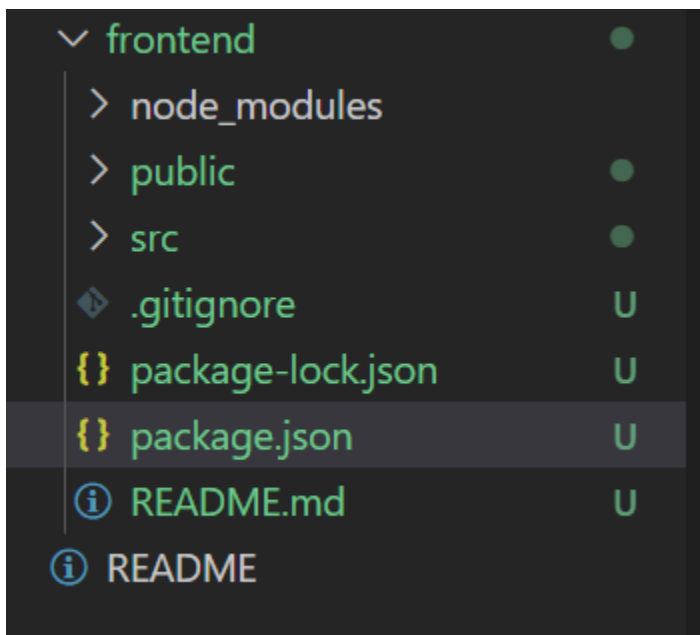 frontend
node_modules
public
src
.gitignore U
{} package-lock.json U
{} package.json U
README.md U
README